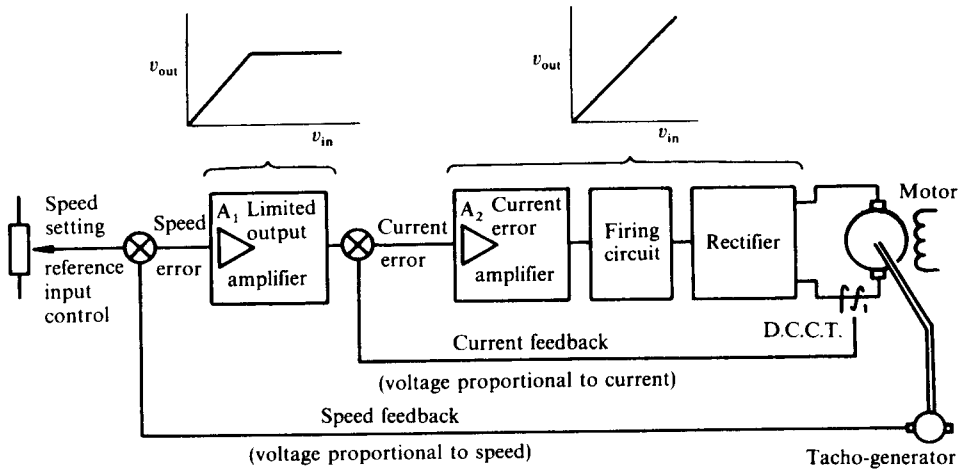 v_out
v_in
v_out
v_in
Speed
setting
reference
input
control
Speed
error
A₁ Limited
output
amplifier
Current
error
A₂ Current
error
amplifier
Firing
circuit
Rectifier
Motor
D.C.C.T.
Current feedback
(voltage proportional to current)
Speed feedback
(voltage proportional to speed)
Tacho-generator